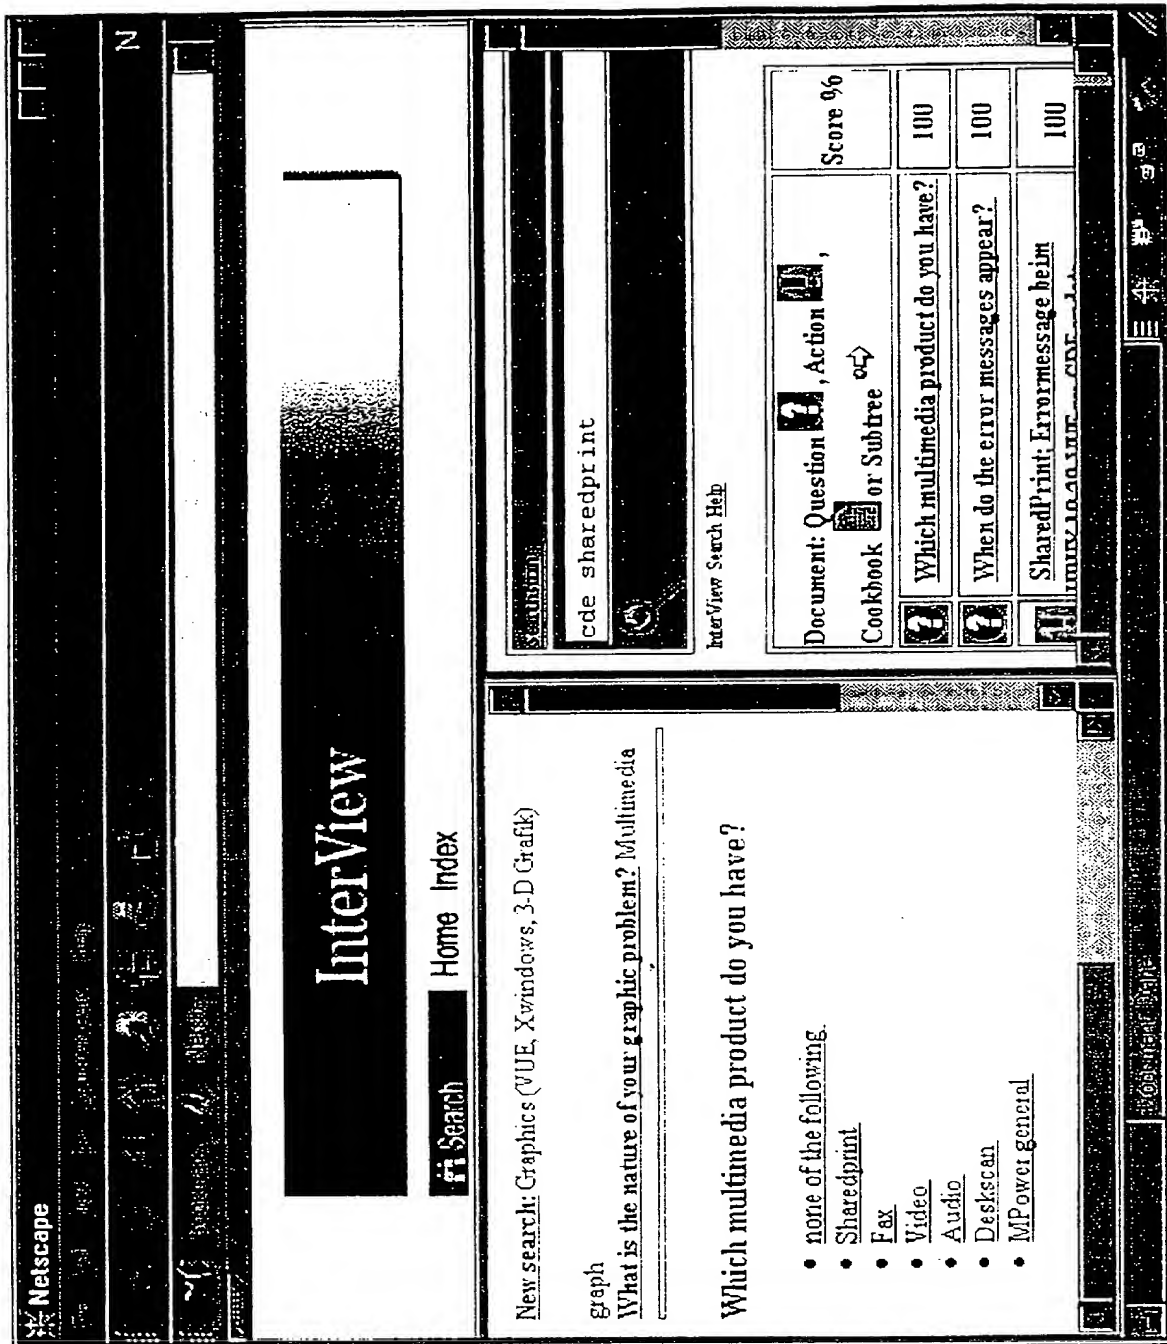 Netscape
N
InterView
Search Home Index
New search: Graphics (VUE, Xwindows, 3-D Grafik)
graph
What is the nature of your graphic problem? Multimedia
Which multimedia product do you have?
• none of the following.
• Sharedprint
• Fax
• Video
• Audio
• Deskscan
• MPower general
cde sharedprint
InterView Search Help
Document: Question ?, Action ,
Cookbook or Subtree
Score %
? Which multimedia product do you have? 100
? When do the error messages appear? 100
SharedPrint; Errormessage beim 100